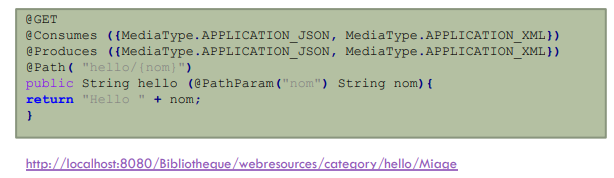 @GET
@Consumes ({MediaType.APPLICATION_JSON, MediaType.APPLICATION_XML})
@Produces ({MediaType.APPLICATION_JSON, MediaType.APPLICATION_XML})
@Path( "hello/{nom}")
public String hello (@PathParam("nom") String nom){
return "Hello " + nom;
}
http://localhost:8080/Bibliotheque/webresources/category/hello/Miage